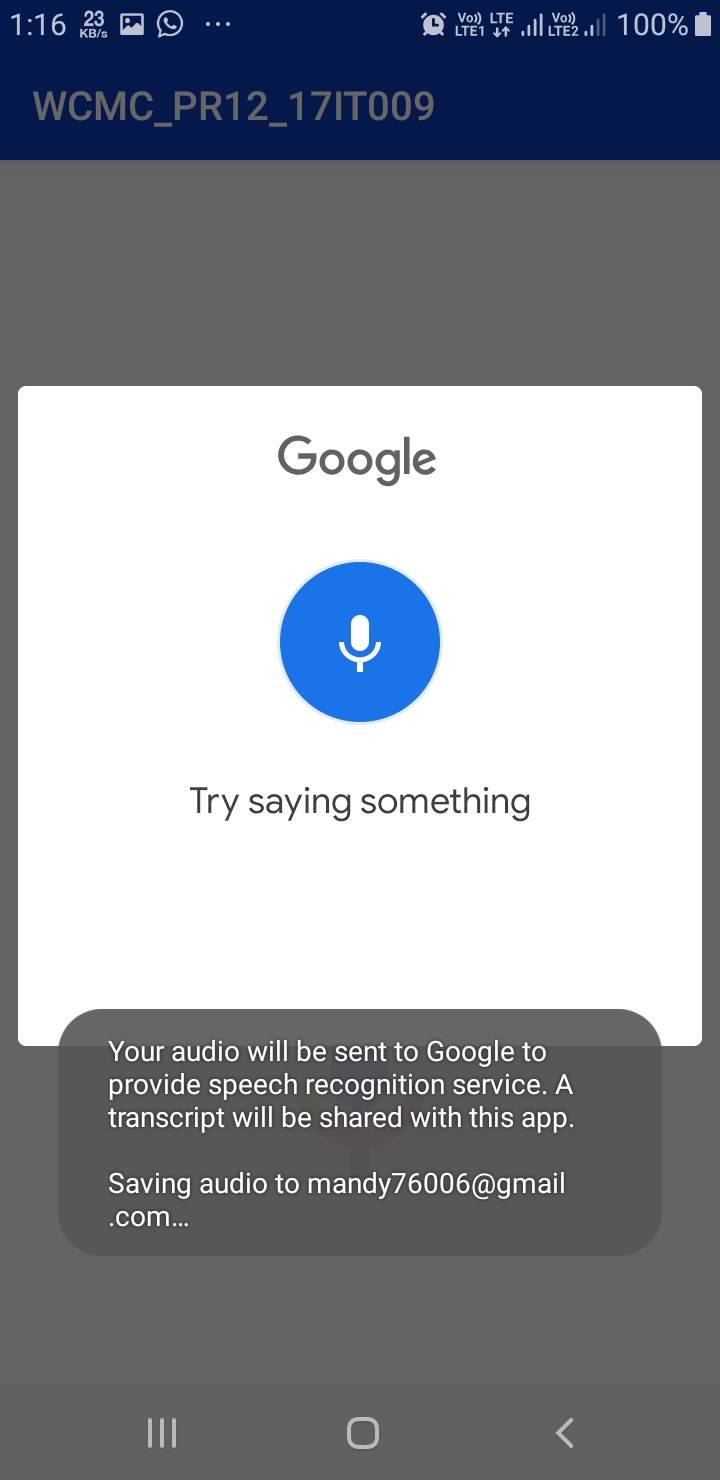 1:16 23 KB/s ... Vo) LTE1 LTE Vo) LTE2 100%
WCMC_PR12_17IT009
Google
Try saying something
Your audio will be sent to Google to
provide speech recognition service. A
transcript will be shared with this app.
Saving audio to mandy76006@gmail
.com...